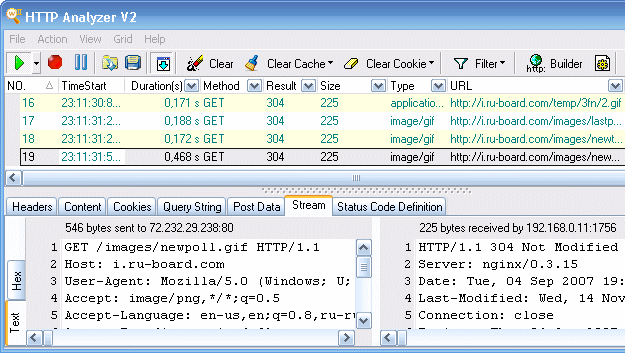 HTTP Analyzer V2
File Action View Grid Help
Clear Clear Cache Clear Cookie Filter http: Builder
NO. TimeStart Duration(s) Method Result Size Type URL
16 23:11:30:8... 0,171 s GET 304 225 applicatio... http://i.ru-board.com/temp/3fn/2.gif
17 23:11:31:2... 0,188 s GET 304 225 image/gif http://i.ru-board.com/images/lastp...
18 23:11:31:2... 0,172 s GET 304 225 image/gif http://i.ru-board.com/images/newt...
19 23:11:31:5... 0,468 s GET 304 225 image/gif http://i.ru-board.com/images/new...
Headers Content Cookies Query String Post Data Stream Status Code Definition
546 bytes sent to 72.232.29.238:80
1 GET /images/newpoll.gif HTTP/1.1
2 Host: i.ru-board.com
3 User-Agent: Mozilla/5.0 (Windows; U;
4 Accept: image/png,*/*;q=0.5
5 Accept-Language: en-us,en;q=0.8,ru-ru
225 bytes received by 192.168.0.11:1756
1 HTTP/1.1 304 Not Modified
2 Server: nginx/0.3.15
3 Date: Tue, 04 Sep 2007 19:
4 Last-Modified: Wed, 14 Nov
5 Connection: close
Hex
Text